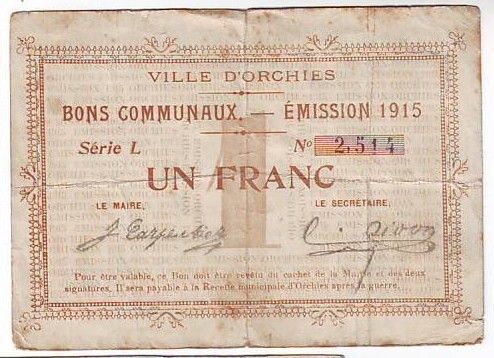 VILLE D'ORCHIES
BONS COMMUNAUX. — ÉMISSION 1915
Série L No 2.514
1
UN FRANC
LE MAIRE, LE SECRÉTAIRE.
J Carpentier
Pour être valable, ce Bon doit être revêtu du cachet de la Mairie et des deux
signatures. Il sera payable à la Recette municipale d'Orchies après la guerre.